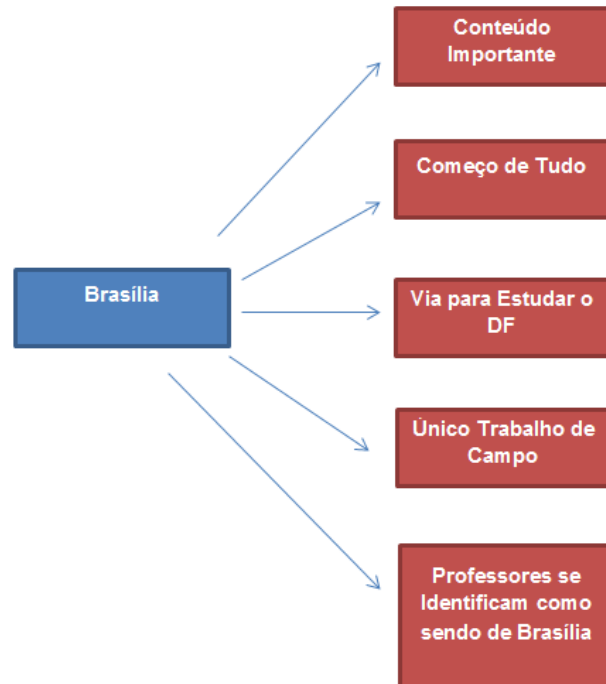 Conteúdo
Importante
Começo de Tudo
Brasília
Via para Estudar o
DF
Único Trabalho de
Campo
Professores se
Identificam como
sendo de Brasília